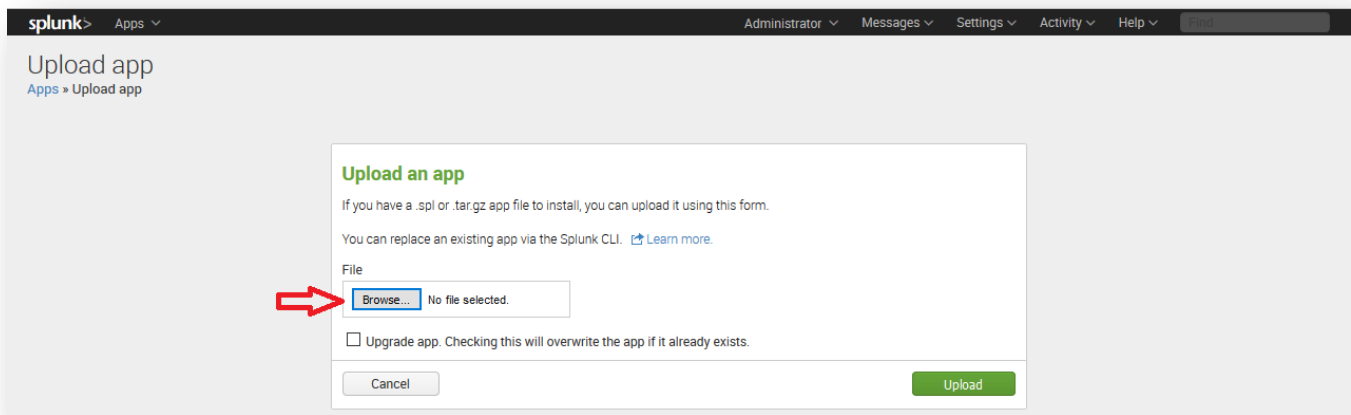 splunk> Apps Administrator Messages Settings Activity Help Find
Upload app
Apps » Upload app
Upload an app
If you have a .spl or .tar.gz app file to install, you can upload it using this form.
You can replace an existing app via the Splunk CLI. Learn more.
File
Browse... No file selected.
Upgrade app. Checking this will overwrite the app if it already exists.
Cancel Upload